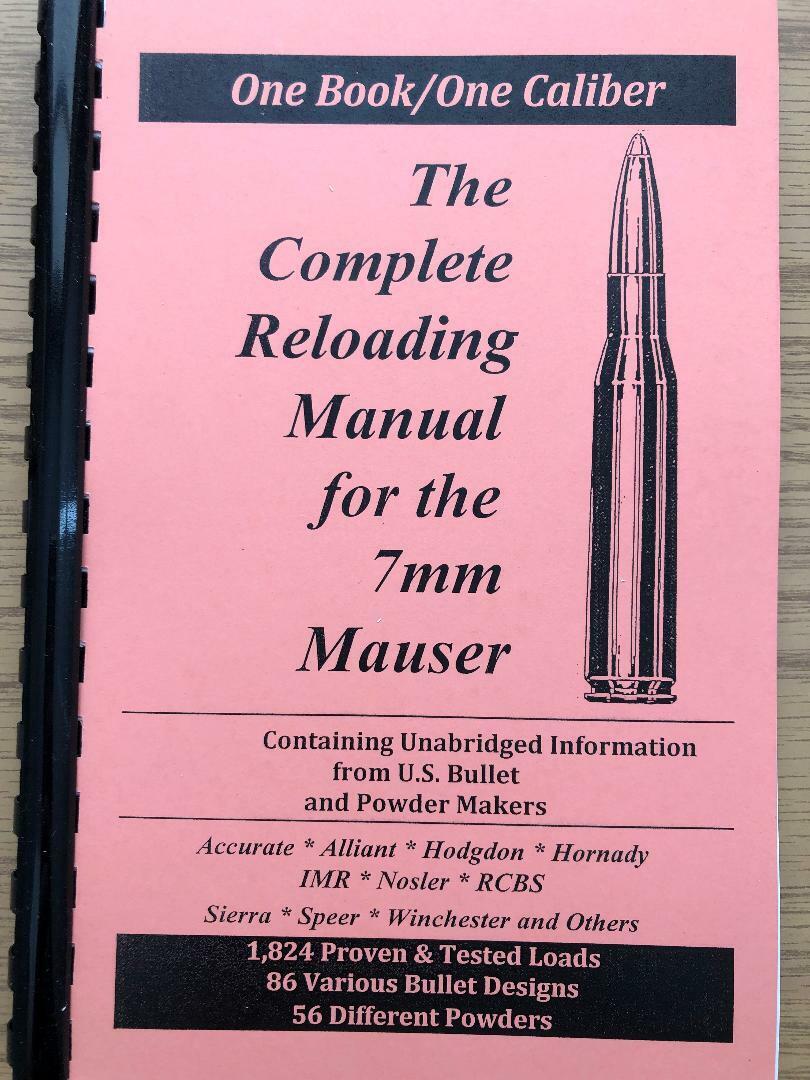 One Book/One Caliber
The
Complete
Reloading
Manual
for the
7mm
Mauser
Containing Unabridged Information
from U.S. Bullet
and Powder Makers
Accurate * Alliant * Hodgdon * Hornady
IMR * Nosler * RCBS
Sierra * Speer * Winchester and Others
1,824 Proven & Tested Loads
86 Various Bullet Designs
56 Different Powders